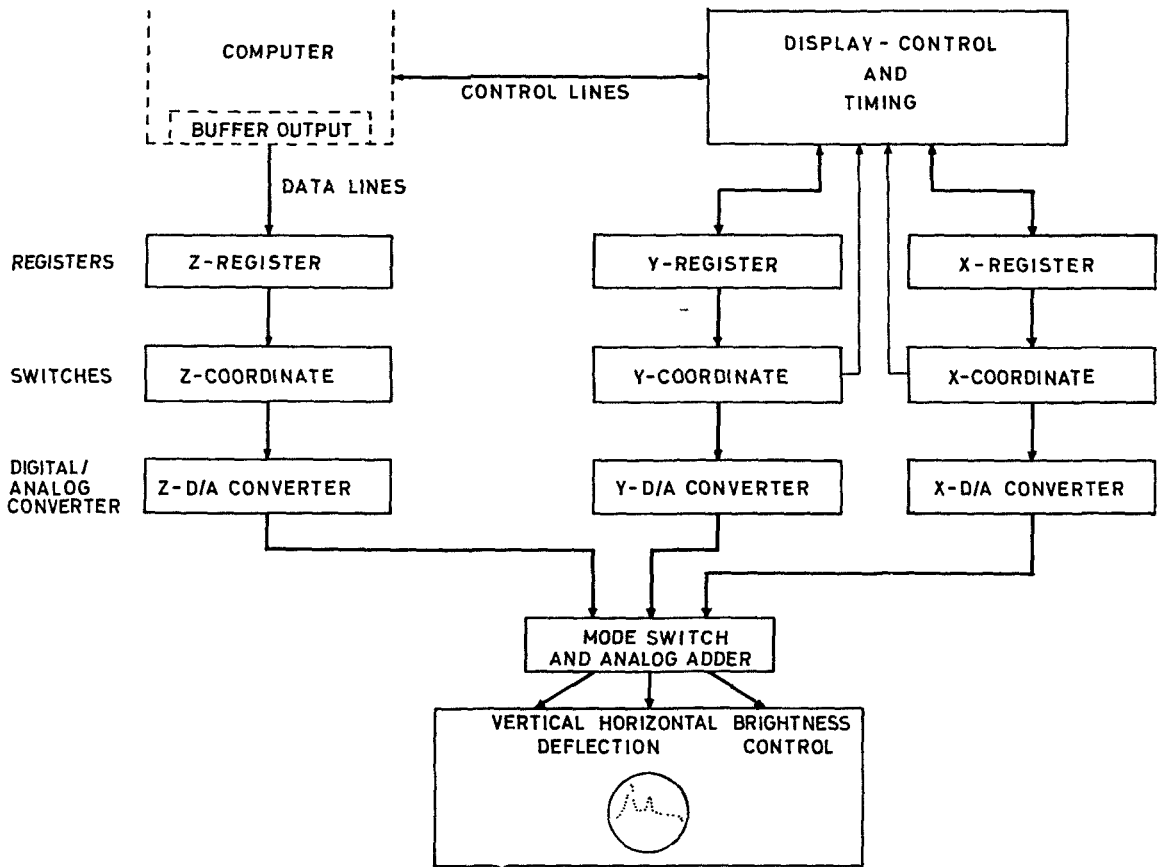 COMPUTER
BUFFER OUTPUT
CONTROL LINES
DISPLAY - CONTROL
AND
TIMING
DATA LINES
REGISTERS
Z-REGISTER
Y-REGISTER
X-REGISTER
SWITCHES
Z-COORDINATE
Y-COORDINATE
X-COORDINATE
DIGITAL/
ANALOG
CONVERTER
Z-D/A CONVERTER
Y-D/A CONVERTER
X-D/A CONVERTER
MODE SWITCH
AND ANALOG ADDER
VERTICAL HORIZONTAL BRIGHTNESS
DEFLECTION CONTROL